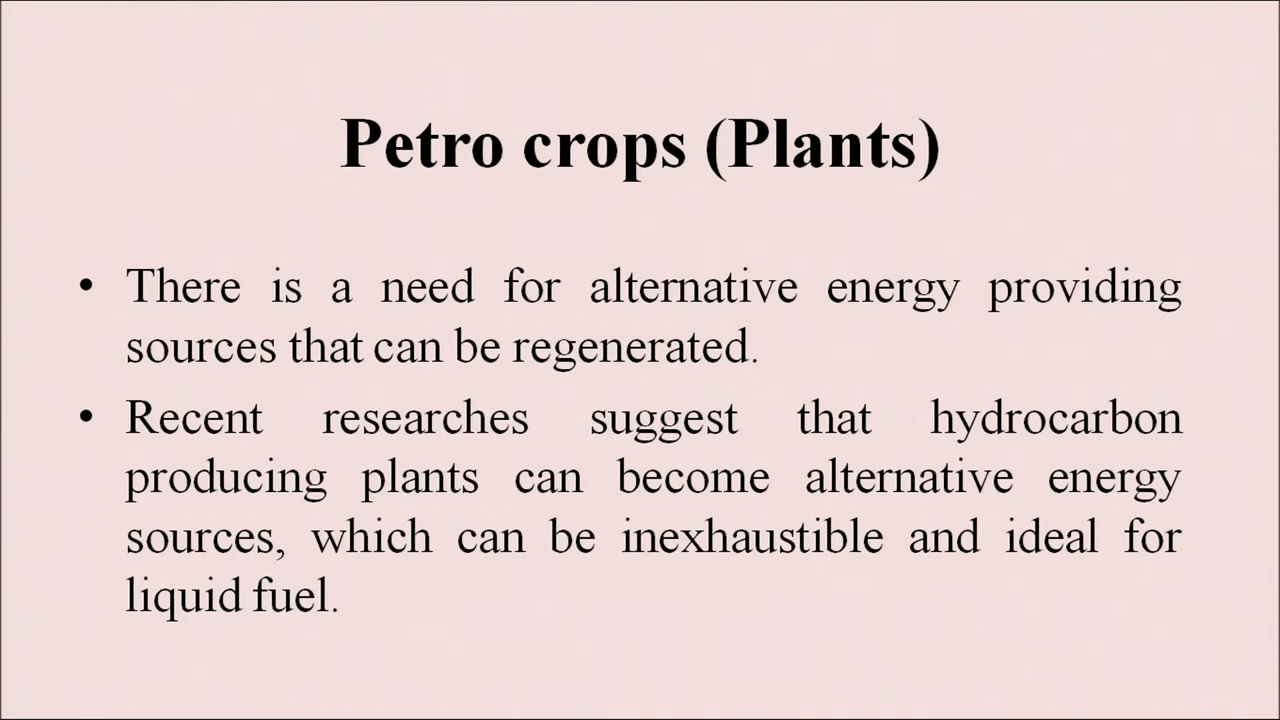 Petro crops (Plants)
• There is a need for alternative energy providing
sources that can be regenerated.
• Recent researches suggest that hydrocarbon
producing plants can become alternative energy
sources, which can be inexhaustible and ideal for
liquid fuel.